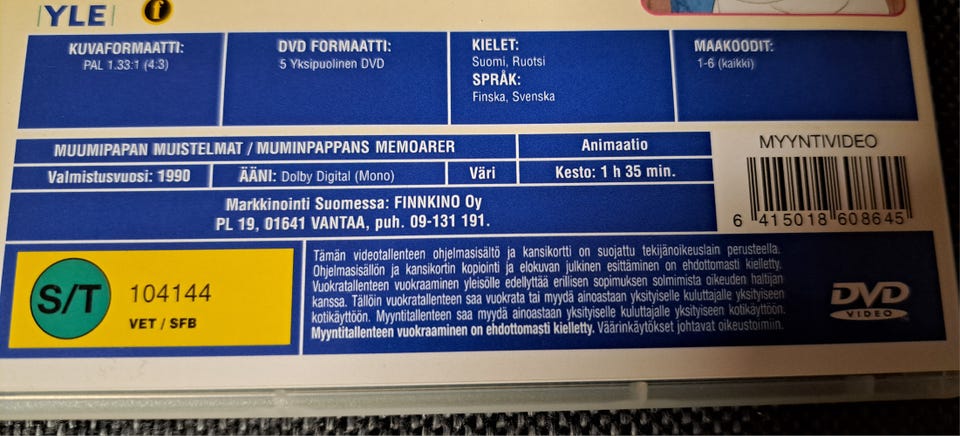 YLE f
KUVAFORMAATTI:
PAL 1.33:1 (4:3)
DVD FORMAATTI:
5 Yksipuolinen DVD
KIELET:
Suomi, Ruotsi
SPRÅK:
Finska, Svenska
MAAKOODIT:
1-6 (kaikki)
MUUMIPAPAN MUISTELMAT / MUMINPAPPANS MEMOARER
Animaatio
Valmistusvuosi: 1990
ÄÄNI: Dolby Digital (Mono)
Väri
Kesto: 1 h 35 min.
Markkinointi Suomessa: FINNKINO Oy
PL 19, 01641 VANTAA, puh. 09-131 191.
MYYNTIVIDEO
6 415018 608645
S/T
104144
VET / SFB
Tämän videotallenteen ohjelmasisältö ja kansikortti on suojattu tekijänoikeuslain perusteella.
Ohjelmasisällön ja kansikortin kopiointi ja elokuvan julkinen esittäminen on ehdottomasti kielletty.
Vuokratallenteen vuokraaminen yleisölle edellyttää erillisen sopimuksen solmimista oikeuden haltijan
kanssa. Tällöin vuokratallenteen saa vuokrata tai myydä ainoastaan yksityiselle kuluttajalle yksityiseen
kotikäyttöön. Myyntitallenteen saa myydä ainoastaan yksityiselle kuluttajalle yksityiseen kotikäyttöön.
Myyntitallenteen vuokraaminen on ehdottomasti kielletty. Väärinkäytökset johtavat oikeustoimiin.
DVD
VIDEO